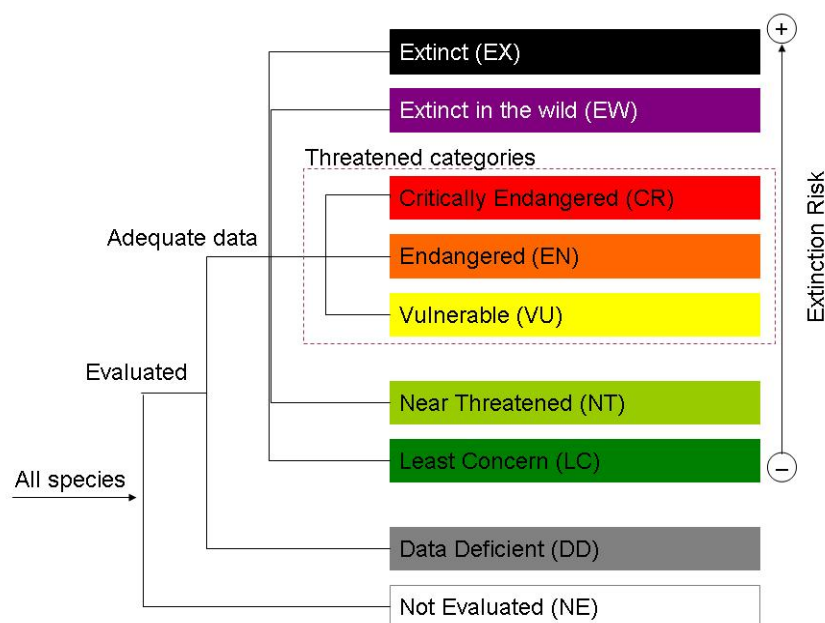 Extinct (EX)
+
Extinct in the wild (EW)
Threatened categories
Critically Endangered (CR)
Adequate data
Endangered (EN)
Extinction Risk
Vulnerable (VU)
Evaluated
Near Threatened (NT)
Least Concern (LC)
−
All species
Data Deficient (DD)
Not Evaluated (NE)